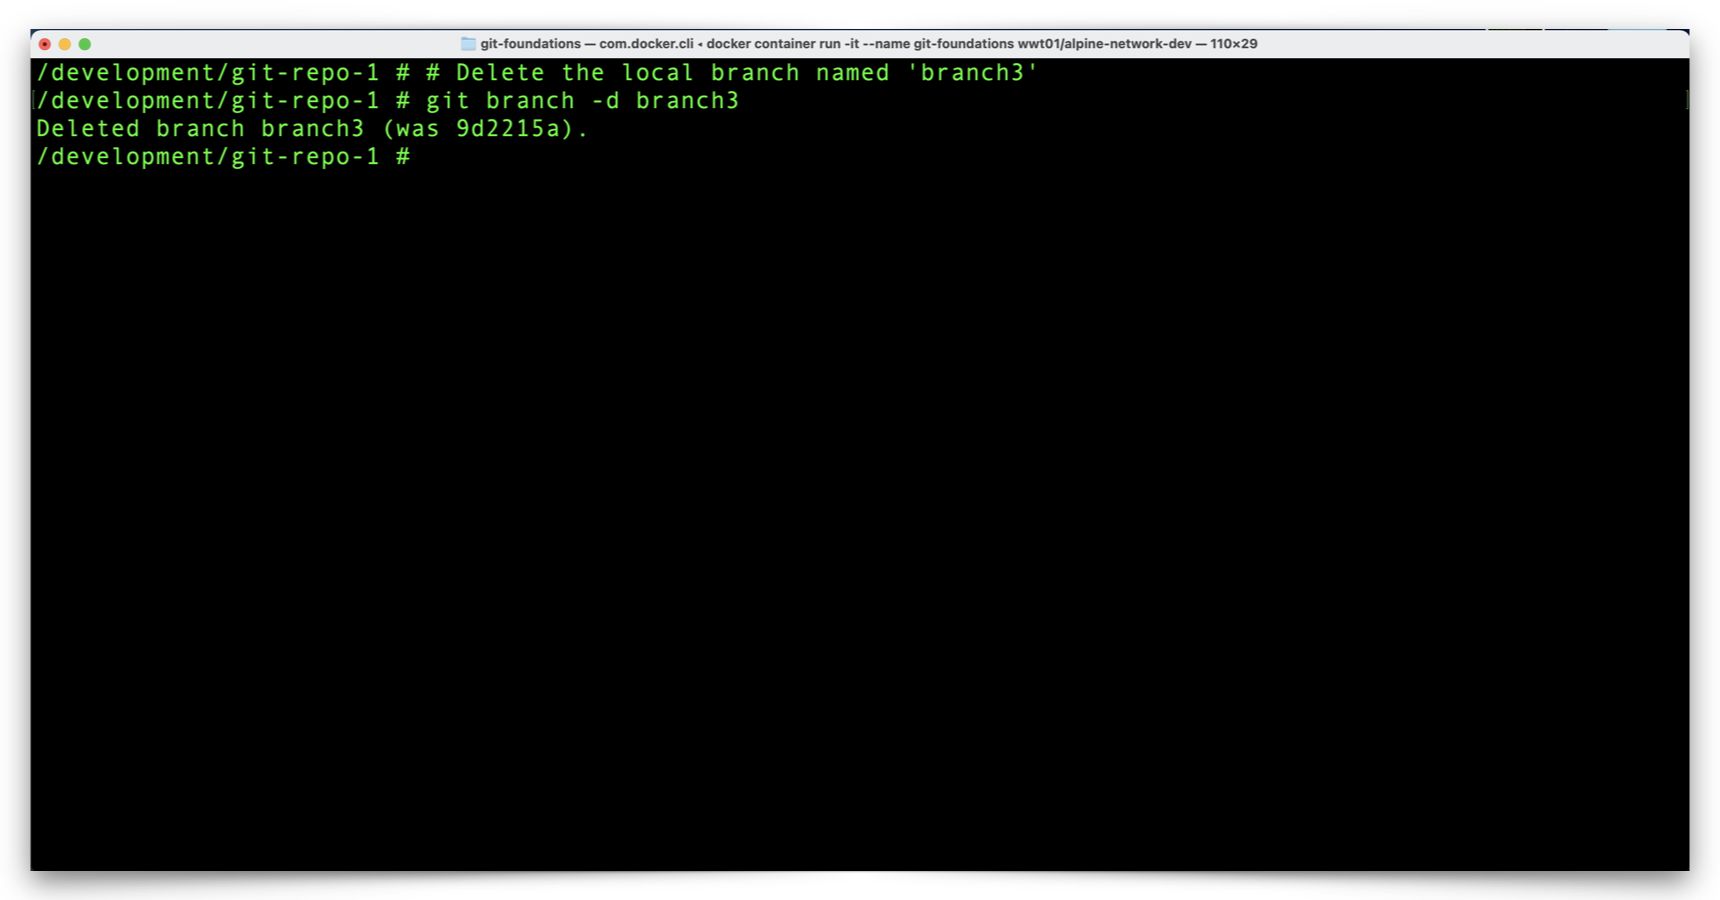 git-foundations — com.docker.cli ◂ docker container run -it --name git-foundations wwt01/alpine-network-dev — 110×29
/development/git-repo-1 # # Delete the local branch named 'branch3'
/development/git-repo-1 # git branch -d branch3
Deleted branch branch3 (was 9d2215a).
/development/git-repo-1 #